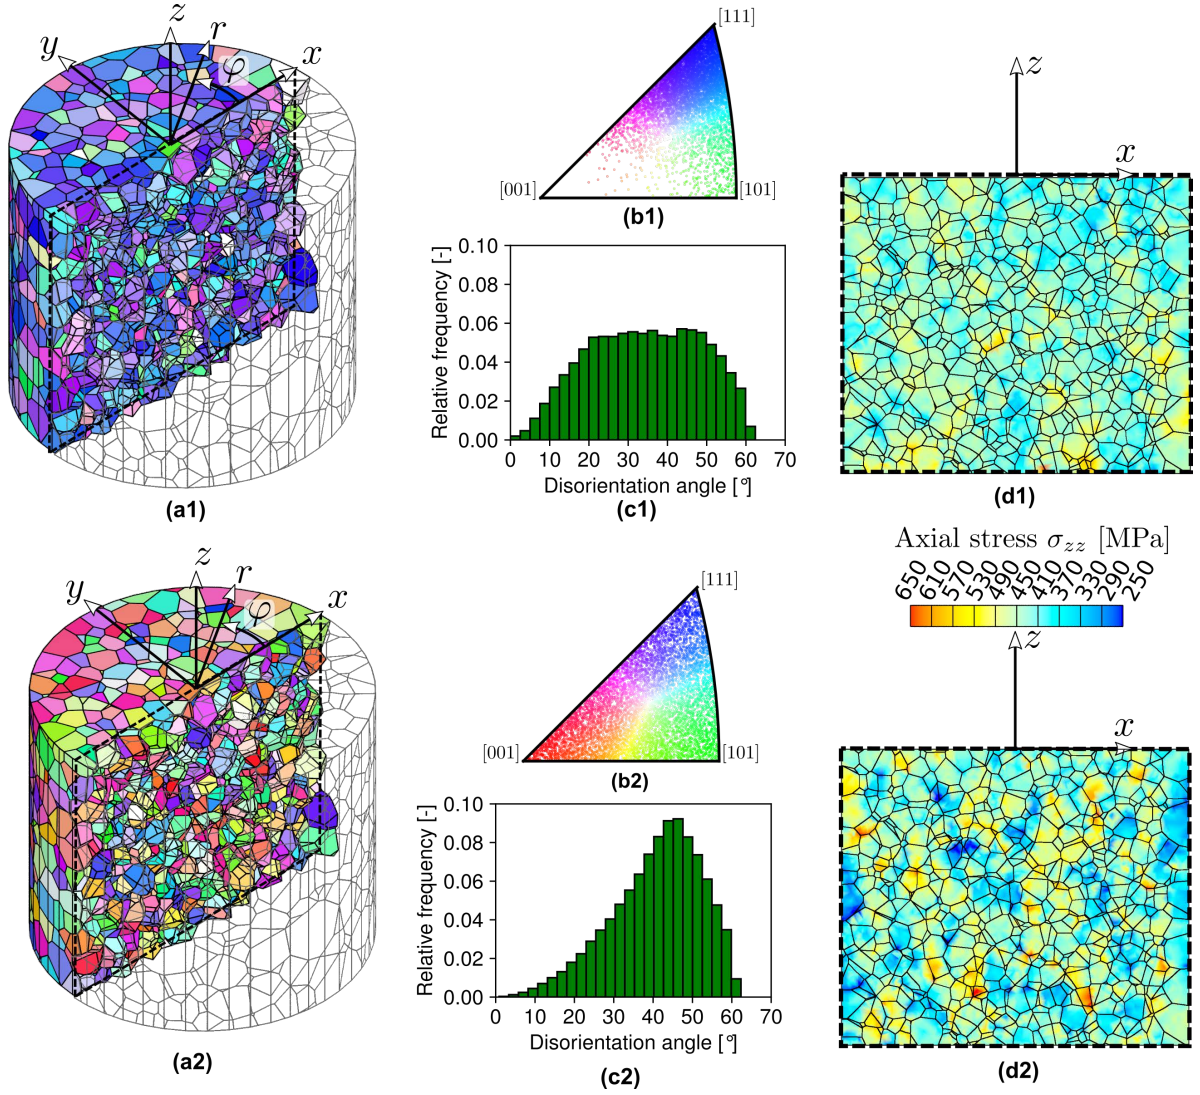 z
r
y
φ
x
(a1)
[111]
[001]
[101]
(b1)
Relative frequency [-]
0.10
0.08
0.06
0.04
0.02
0.00
0 10 20 30 40 50 60 70
Disorientation angle [°]
(c1)
z
x
(d1)
z
r
y
φ
x
(a2)
[111]
[001]
[101]
(b2)
Relative frequency [-]
0.10
0.08
0.06
0.04
0.02
0.00
0 10 20 30 40 50 60 70
Disorientation angle [°]
(c2)
Axial stress σzz [MPa]
650 610 570 530 490 450 410 370 330 290 250
z
x
(d2)